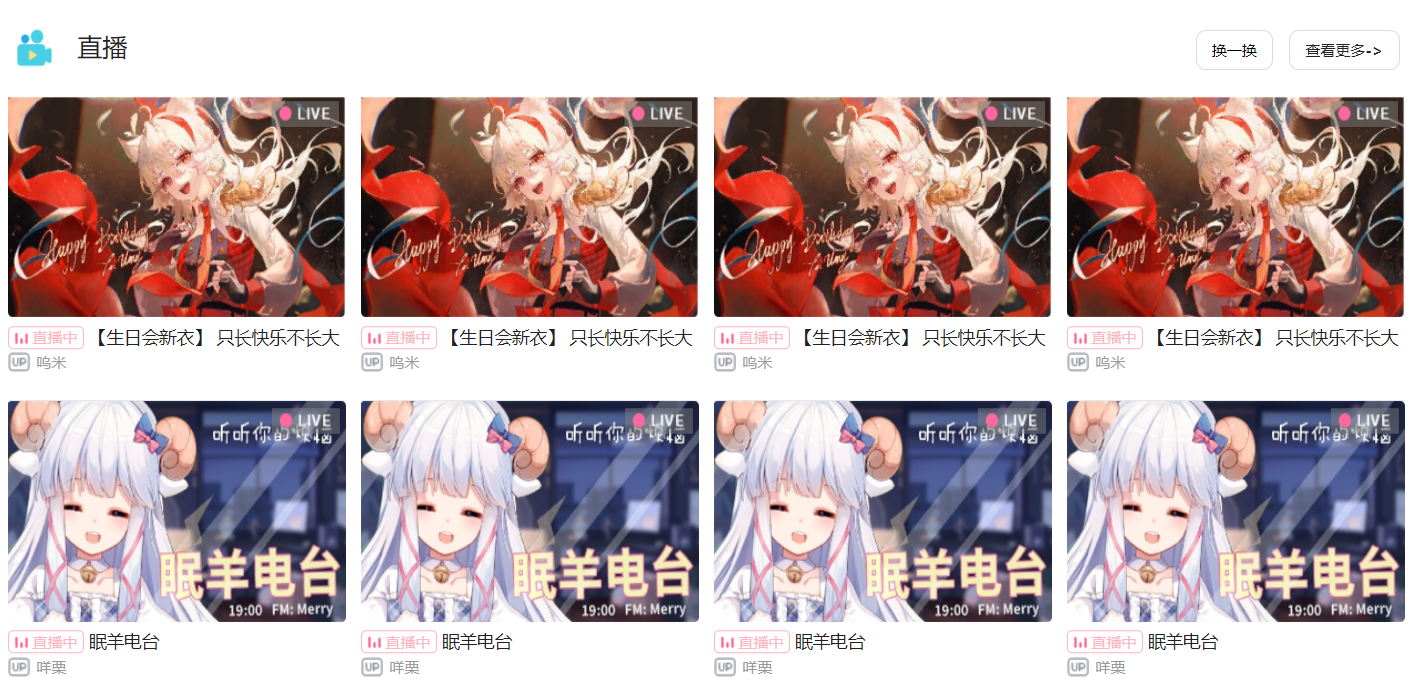 直播
换一换
查看更多->
LIVE
LIVE
LIVE
LIVE
Happy Birthday
Happy Birthday
Happy Birthday
Happy Birthday
直播中 【生日会新衣】 只长快乐不长大
直播中 【生日会新衣】 只长快乐不长大
直播中 【生日会新衣】 只长快乐不长大
直播中 【生日会新衣】 只长快乐不长大
UP 呜米
UP 呜米
UP 呜米
UP 呜米
LIVE
LIVE
LIVE
LIVE
听听你的
听听你的
听听你的
听听你的
眠羊电台
眠羊电台
眠羊电台
眠羊电台
19:00 FM: Merry
19:00 FM: Merry
19:00 FM: Merry
19:00 FM: Merry
直播中 眠羊电台
直播中 眠羊电台
直播中 眠羊电台
直播中 眠羊电台
UP 咩栗
UP 咩栗
UP 咩栗
UP 咩栗